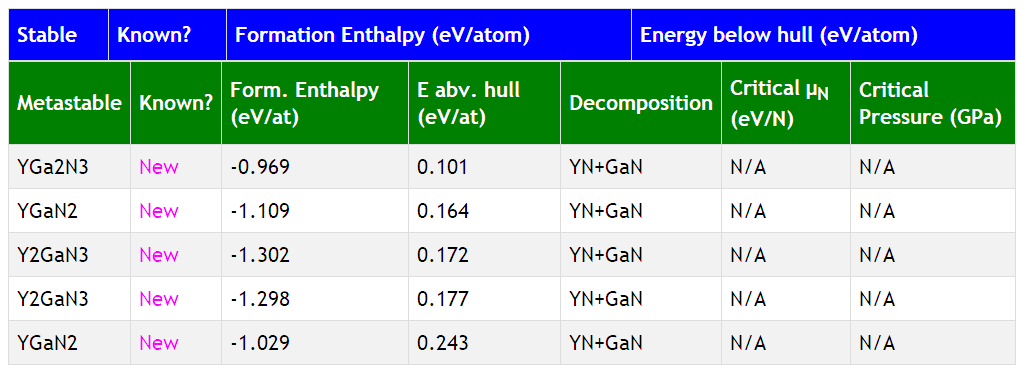 Stable Known? Formation Enthalpy (eV/atom) Energy below hull (eV/atom)
Metastable Known? Form. Enthalpy (eV/at) E abv. hull (eV/at) Decomposition Critical μN (eV/N) Critical Pressure (GPa)
YGa2N3 New -0.969 0.101 YN+GaN N/A N/A
YGaN2 New -1.109 0.164 YN+GaN N/A N/A
Y2GaN3 New -1.302 0.172 YN+GaN N/A N/A
Y2GaN3 New -1.298 0.177 YN+GaN N/A N/A
YGaN2 New -1.029 0.243 YN+GaN N/A N/A